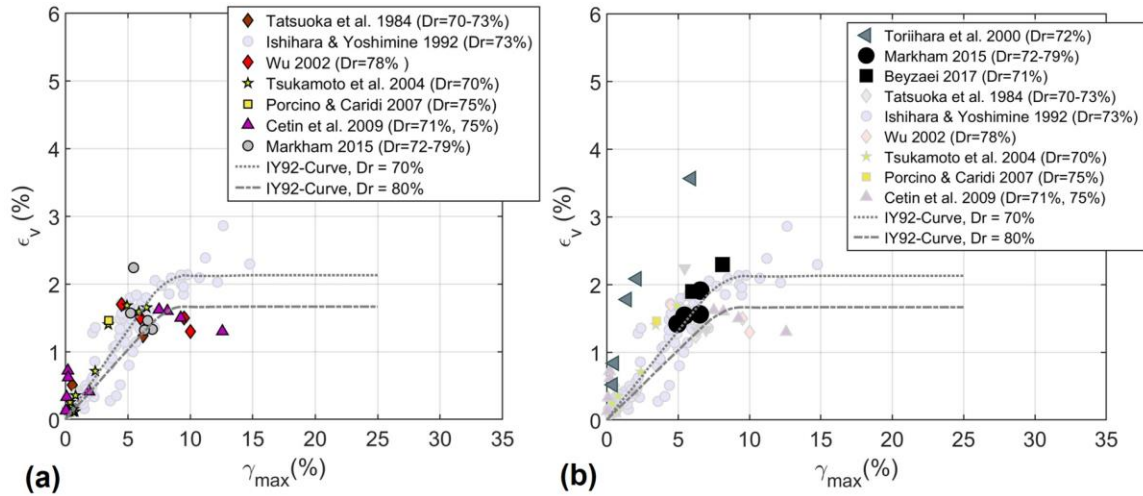 6
5
4
3
2
1
0
ϵv (%)
Tatsuoka et al. 1984 (Dr=70-73%)
Ishihara & Yoshimine 1992 (Dr=73%)
Wu 2002 (Dr=78% )
Tsukamoto et al. 2004 (Dr=70%)
Porcino & Caridi 2007 (Dr=75%)
Cetin et al. 2009 (Dr=71%, 75%)
Markham 2015 (Dr=72-79%)
IY92-Curve, Dr = 70%
IY92-Curve, Dr = 80%
0 5 10 15 20 25 30 35
(a)
γmax(%)
6
5
4
3
2
1
0
ϵv (%)
Toriihara et al. 2000 (Dr=72%)
Markham 2015 (Dr=72-79%)
Beyzaei 2017 (Dr=71%)
Tatsuoka et al. 1984 (Dr=70-73%)
Ishihara & Yoshimine 1992 (Dr=73%)
Wu 2002 (Dr=78%)
Tsukamoto et al. 2004 (Dr=70%)
Porcino & Caridi 2007 (Dr=75%)
Cetin et al. 2009 (Dr=71%, 75%)
IY92-Curve, Dr = 70%
IY92-Curve, Dr = 80%
0 5 10 15 20 25 30 35
(b)
γmax(%)